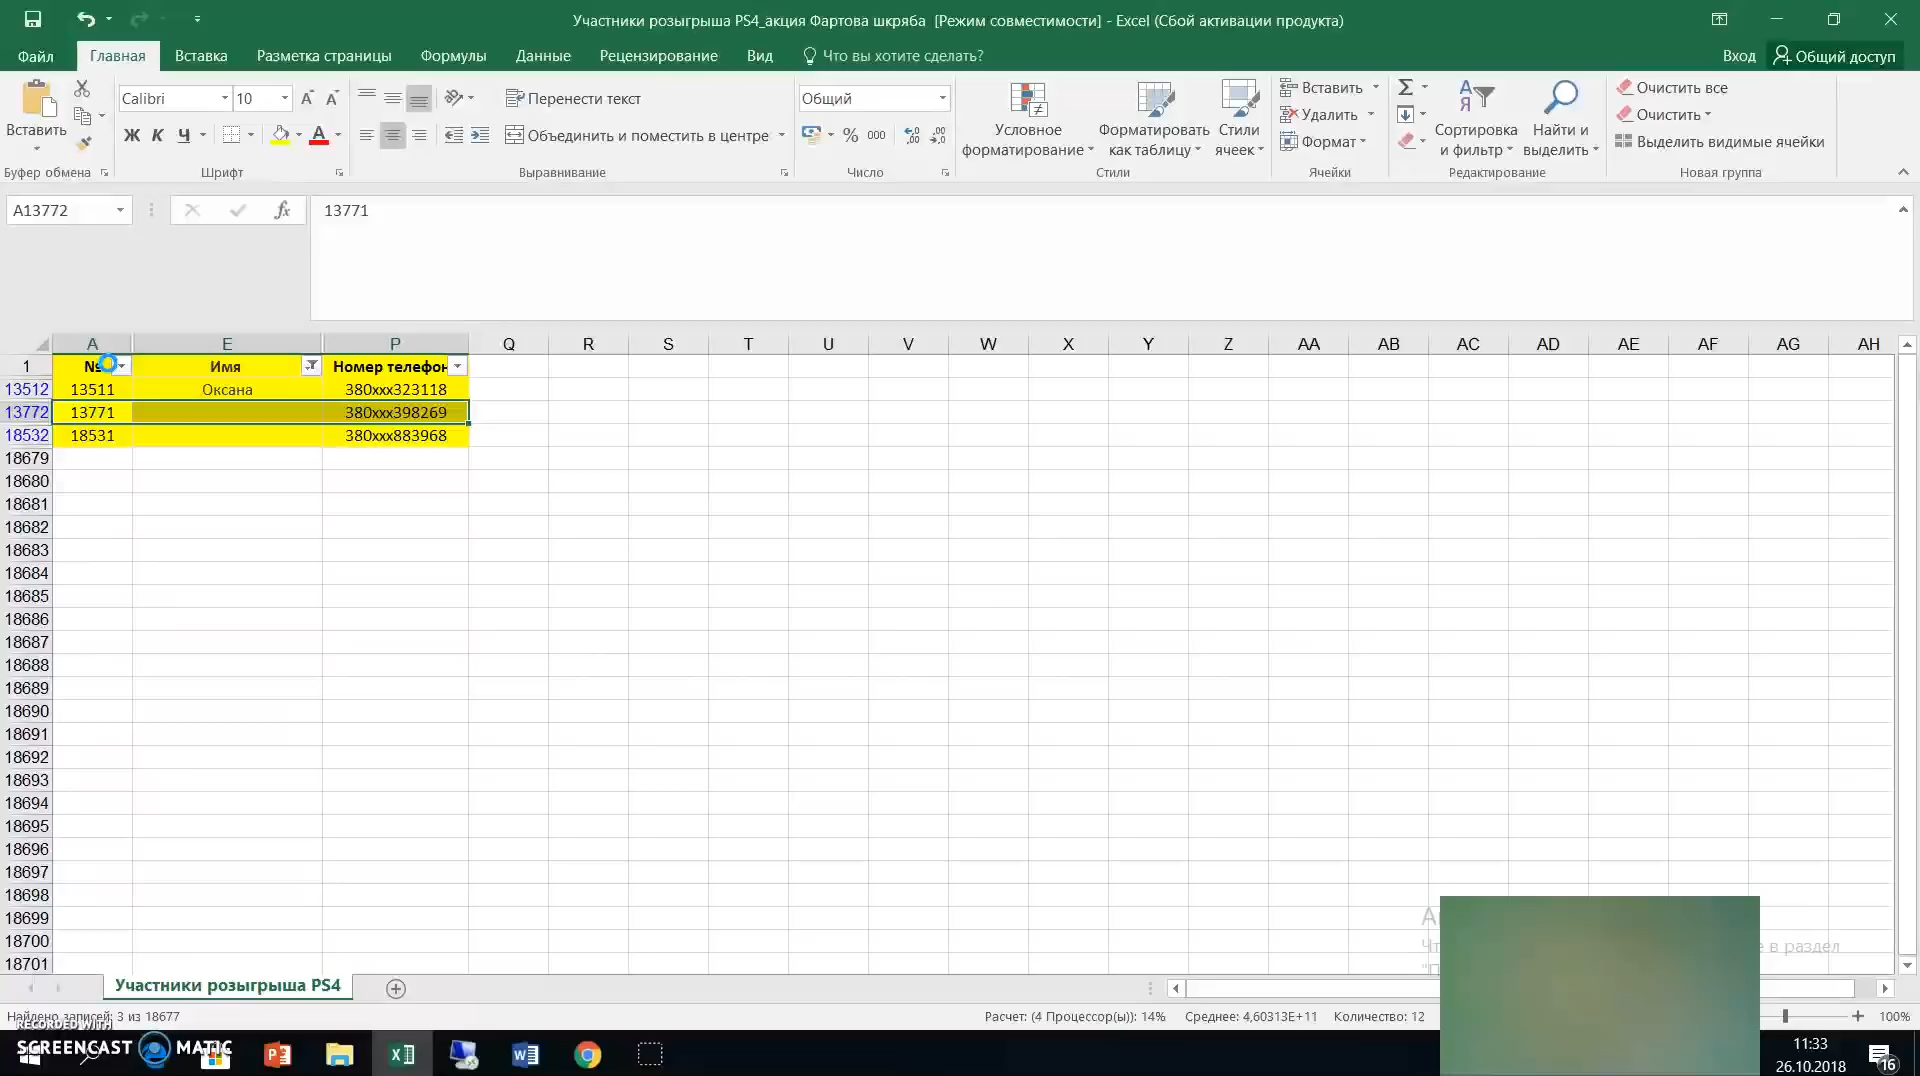 Участники розыгрыша PS4_акция Фартова шкряба [Режим совместимости] - Excel (Сбой активации продукта)
Файл Главная Вставка Разметка страницы Формулы Данные Рецензирование Вид Что вы хотите сделать? Вход Общий доступ
Вставить
Calibri 10
Ж К Ч А
Перенести текст
Объединить и поместить в центре
Общий
% 000
Условное форматирование
Форматировать как таблицу
Стили ячеек
Вставить
Удалить
Формат
Сортировка и фильтр
Найти и выделить
Очистить все
Очистить
Выделить видимые ячейки
Буфер обмена Шрифт Выравнивание Число Стили Ячейки Редактирование Новая группа
A13772 fx 13771
A E P Q R S T U V W X Y Z AA AB AC AD AE AF AG AH
1 № Имя Номер телефон
13512 13511 Оксана 380xxx323118
13772 13771 380xxx398269
18532 18531 380xxx883968
18679
18680
18681
18682
18683
18684
18685
18686
18687
18688
18689
18690
18691
18692
18693
18694
18695
18696
18697
18698
18699
18700
18701
е в раздел
Участники розыгрыша PS4
Найдено записей: 3 из 18677 Расчет: (4 Процессор(ы)): 14% Среднее: 4,60313E+11 Количество: 12 100%
RECORDED WITH
SCREENCAST MATIC
11:33
26.10.2018
16